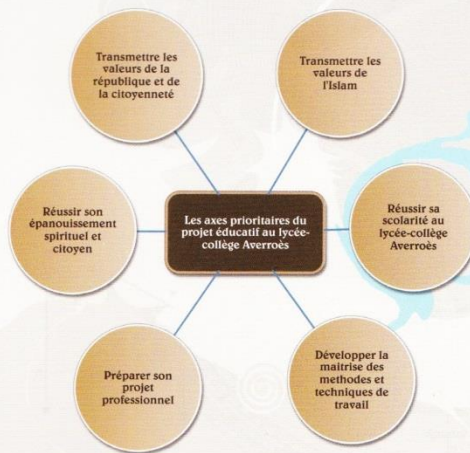 Transmettre les
valeurs de la
république et de
la citoyenneté
Transmettre les
valeurs de
l'Islam
Réussir son
épanouissement
spirituel et
citoyen
Les axes prioritaires du
projet éducatif au lycée-
collège Averroès
Réussir sa
scolarité au
lycée-collège
Averroès
Préparer son
projet
professionnel
Développer la
maitrise des
methodes et
techniques de
travail